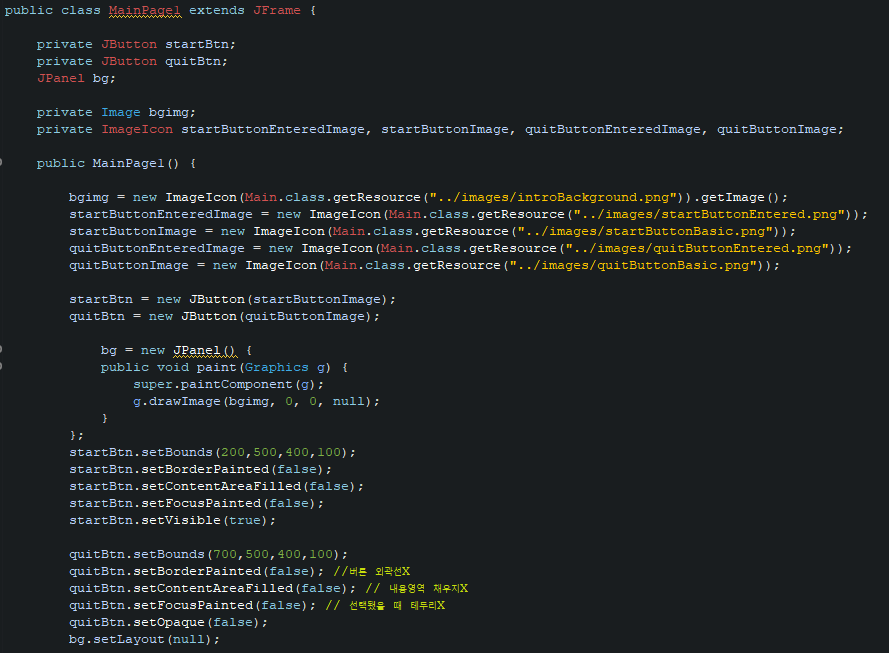 public class MainPage1 extends JFrame {
private JButton startBtn;
private JButton quitBtn;
JPanel bg;
private Image bgimg;
private ImageIcon startButtonEnteredImage, startButtonImage, quitButtonEnteredImage, quitButtonImage;
public MainPage1() {
bgimg = new ImageIcon(Main.class.getResource("../images/introBackground.png")).getImage();
startButtonEnteredImage = new ImageIcon(Main.class.getResource("../images/startButtonEntered.png"));
startButtonImage = new ImageIcon(Main.class.getResource("../images/startButtonBasic.png"));
quitButtonEnteredImage = new ImageIcon(Main.class.getResource("../images/quitButtonEntered.png"));
quitButtonImage = new ImageIcon(Main.class.getResource("../images/quitButtonBasic.png"));
startBtn = new JButton(startButtonImage);
quitBtn = new JButton(quitButtonImage);
bg = new JPanel() {
public void paint(Graphics g) {
super.paintComponent(g);
g.drawImage(bgimg, 0, 0, null);
}
};
startBtn.setBounds(200,500,400,100);
startBtn.setBorderPainted(false);
startBtn.setContentAreaFilled(false);
startBtn.setFocusPainted(false);
startBtn.setVisible(true);
quitBtn.setBounds(700,500,400,100);
quitBtn.setBorderPainted(false); //버튼 외곽선X
quitBtn.setContentAreaFilled(false); // 내용영역 채우지X
quitBtn.setFocusPainted(false); // 선택됐을 때 테두리X
quitBtn.setOpaque(false);
bg.setLayout(null);